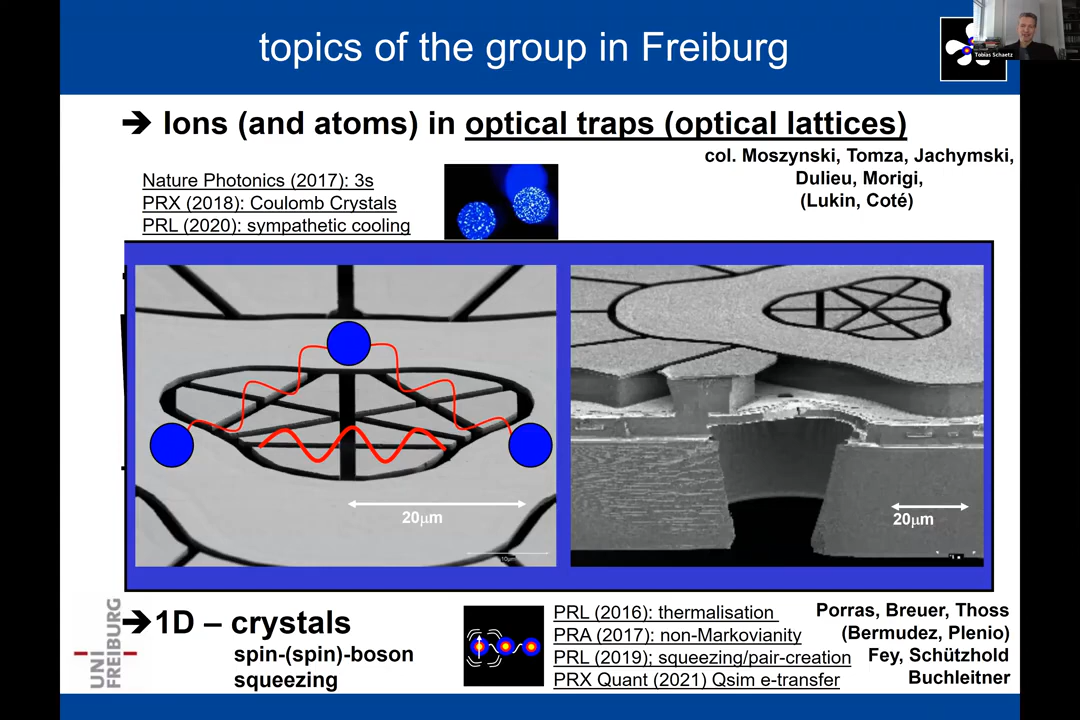 topics of the group in Freiburg
Tobias Schaetz
➔ Ions (and atoms) in optical traps (optical lattices)
col. Moszynski, Tomza, Jachymski,
Dulieu, Morigi,
(Lukin, Coté)
Nature Photonics (2017): 3s
PRX (2018): Coulomb Crystals
PRL (2020): sympathetic cooling
20μm
20μm
➔1D – crystals
spin-(spin)-boson
squeezing
UNI
FREIBURG
PRL (2016): thermalisation
PRA (2017): non-Markovianity
PRL (2019); squeezing/pair-creation
PRX Quant (2021) Qsim e-transfer
Porras, Breuer, Thoss
(Bermudez, Plenio)
Fey, Schützhold
Buchleitner